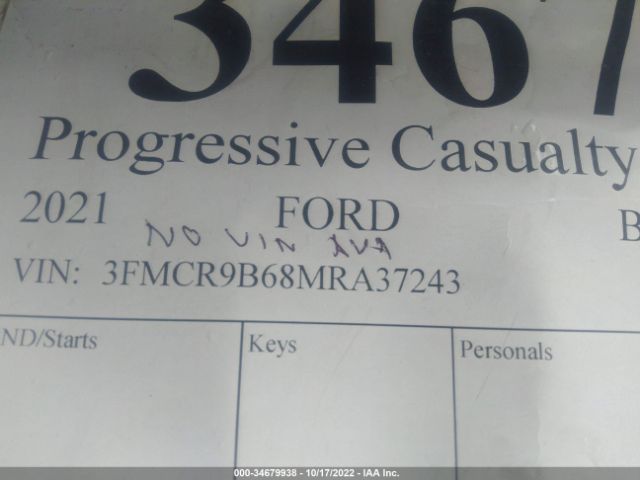 3467
Progressive Casualty
2021 FORD B
NO VIN AVA
VIN: 3FMCR9B68MRA37243
ND/Starts Keys Personals
000-34679938 - 10/17/2022 - IAA Inc.